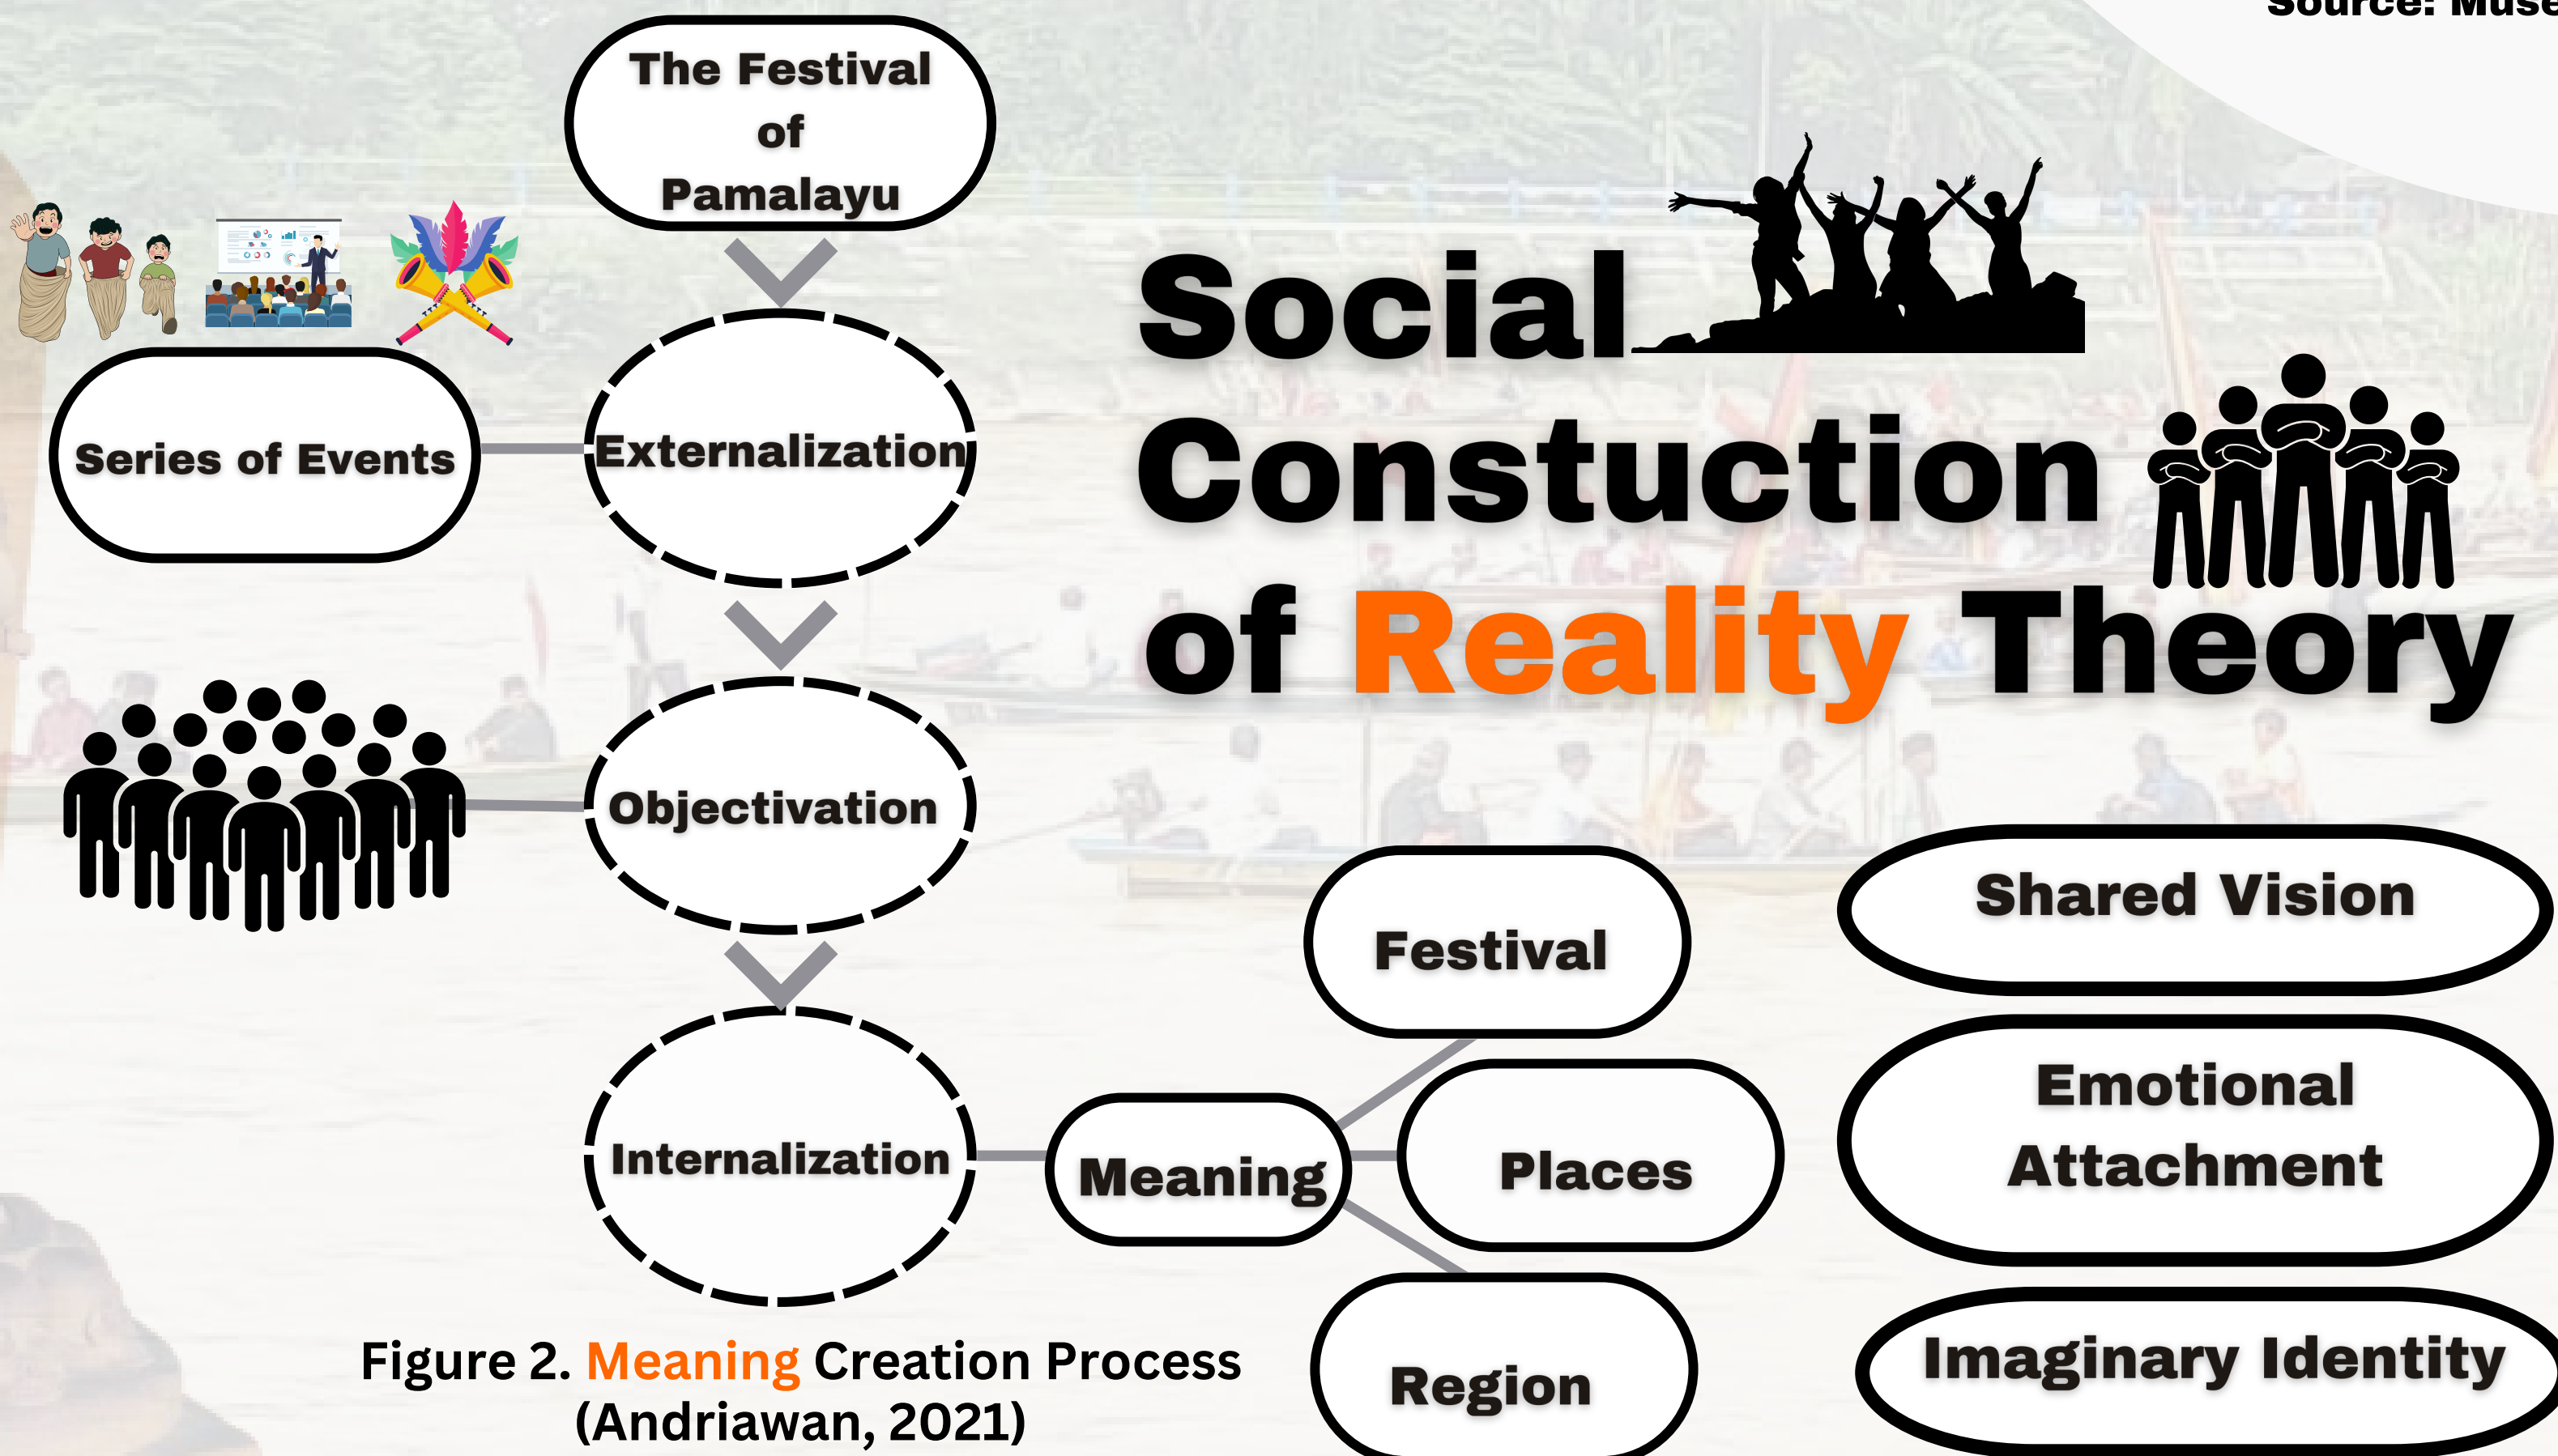 Source:
The Festival
of
Pamalayu
Series of Events
Externalization
Social
Constuction
of Reality Theory
Objectivation
Internalization
Meaning
Festival
Places
Region
Shared Vision
Emotional
Attachment
Imaginary Identity
Figure 2. Meaning Creation Process
(Andriawan, 2021)